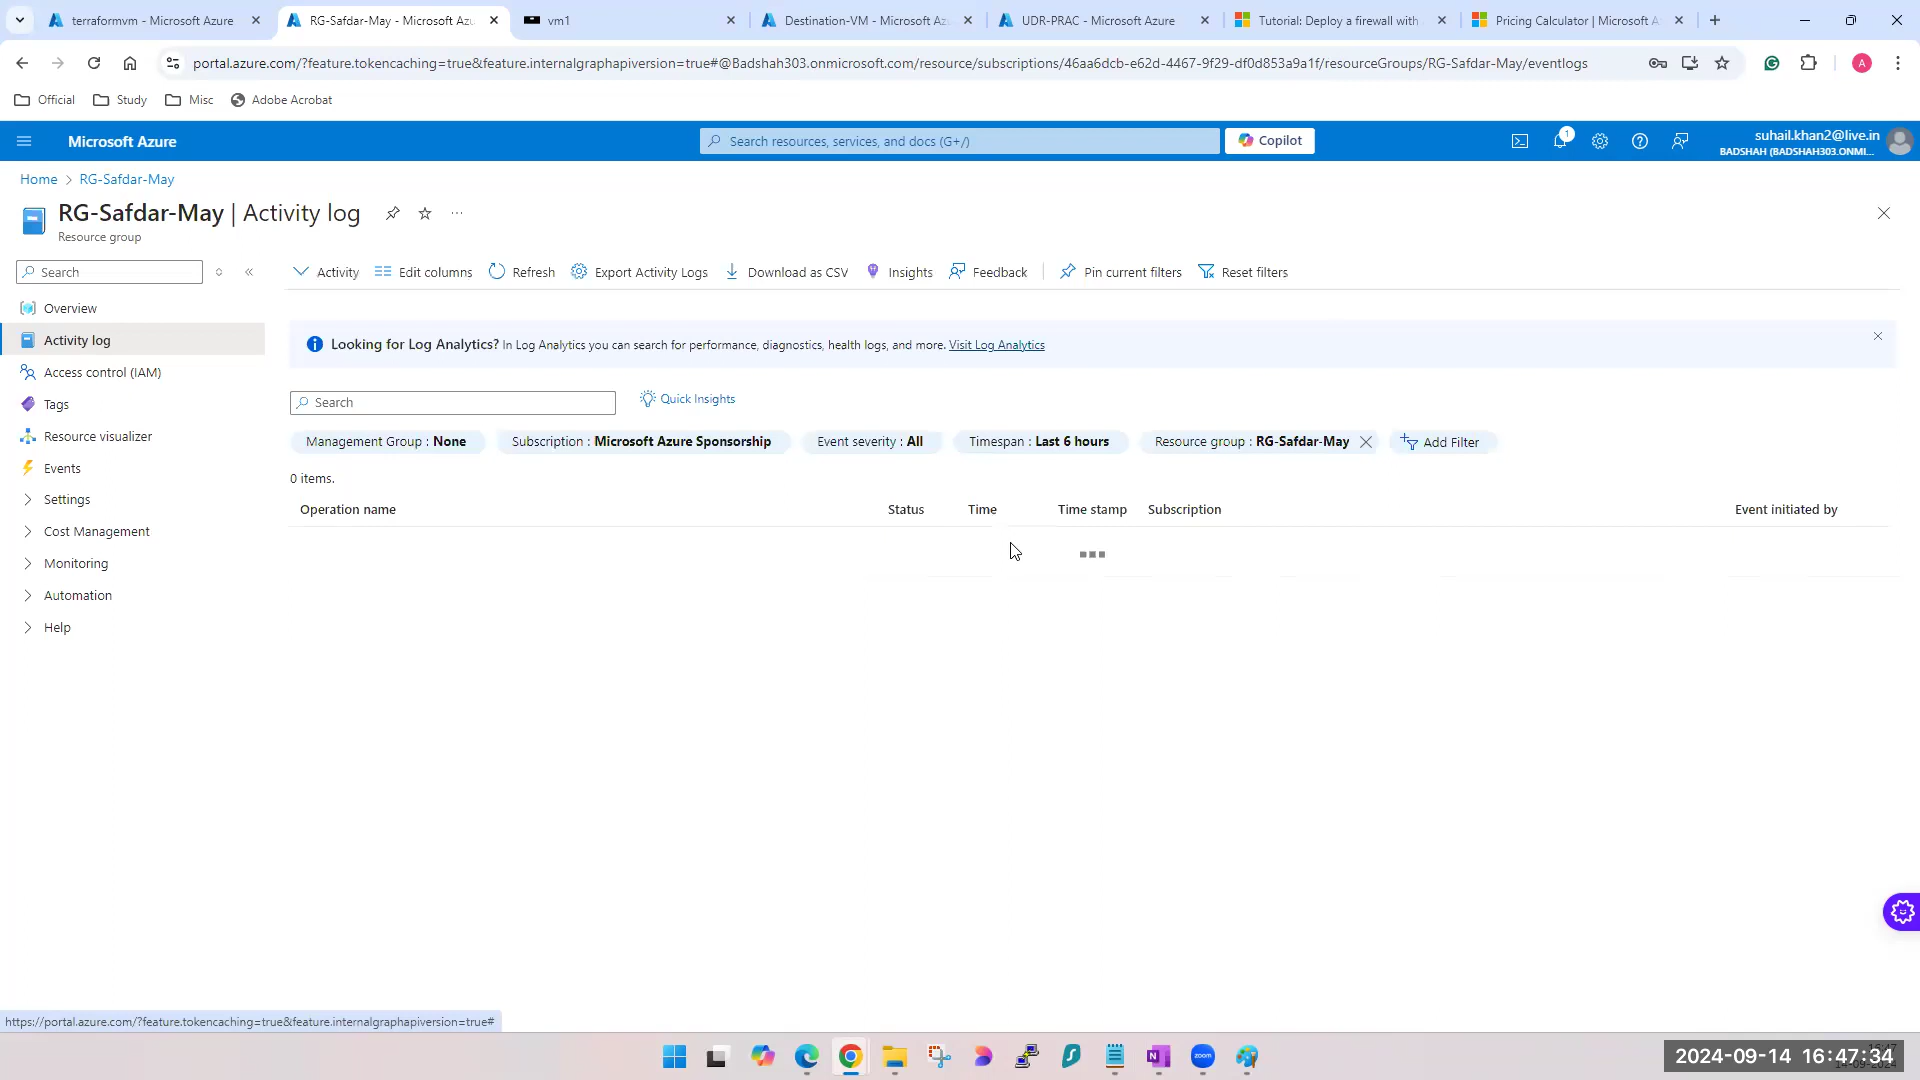 terraformvm - Microsoft Azure
RG-Safdar-May - Microsoft Azu
vm1
Destination-VM - Microsoft Az
UDR-PRAC - Microsoft Azure
Tutorial: Deploy a firewall with
Pricing Calculator | Microsoft A
portal.azure.com/?feature.tokencaching=true&feature.internalgraphapiversion=true#@Badshah303.onmicrosoft.com/resource/subscriptions/46aa6dcb-e62d-4467-9f29-df0d853a9a1f/resourceGroups/RG-Safdar-May/eventlogs
A
Official
Study
Misc
Adobe Acrobat
Microsoft Azure
Search resources, services, and docs (G+/)
Copilot
1
suhail.khan2@live.in
BADSHAH (BADSHAH303.ONMI...
Home > RG-Safdar-May
RG-Safdar-May | Activity log
Resource group
Search
Activity
Edit columns
Refresh
Export Activity Logs
Download as CSV
Insights
Feedback
Pin current filters
Reset filters
Overview
Activity log
Access control (IAM)
Tags
Resource visualizer
Events
Settings
Cost Management
Monitoring
Automation
Help
Looking for Log Analytics? In Log Analytics you can search for performance, diagnostics, health logs, and more. Visit Log Analytics
Search
Quick Insights
Management Group : None
Subscription : Microsoft Azure Sponsorship
Event severity : All
Timespan : Last 6 hours
Resource group : RG-Safdar-May
Add Filter
0 items.
Operation name
Status
Time
Time stamp
Subscription
Event initiated by
https://portal.azure.com/?feature.tokencaching=true&feature.internalgraphapiversion=true#
zoom
2024-09-14 16:47:34